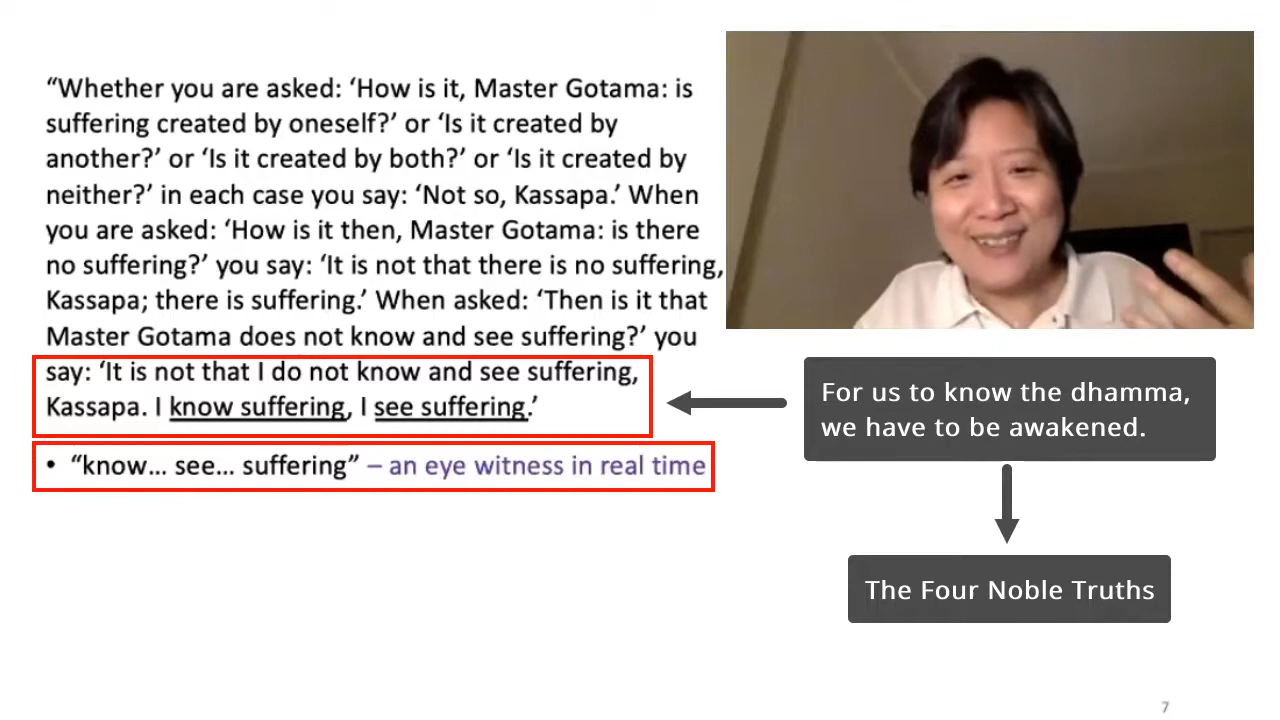 “Whether you are asked: ‘How is it, Master Gotama: is
suffering created by oneself?’ or ‘Is it created by
another?’ or ‘Is it created by both?’ or ‘Is it created by
neither?’ in each case you say: ‘Not so, Kassapa.’ When
you are asked: ‘How is it then, Master Gotama: is there
no suffering?’ you say: ‘It is not that there is no suffering,
Kassapa; there is suffering.’ When asked: ‘Then is it that
Master Gotama does not know and see suffering?’ you
say: ‘It is not that I do not know and see suffering,
Kassapa. I know suffering, I see suffering.’
• “know… see… suffering” – an eye witness in real time
For us to know the dhamma,
we have to be awakened.
The Four Noble Truths
7